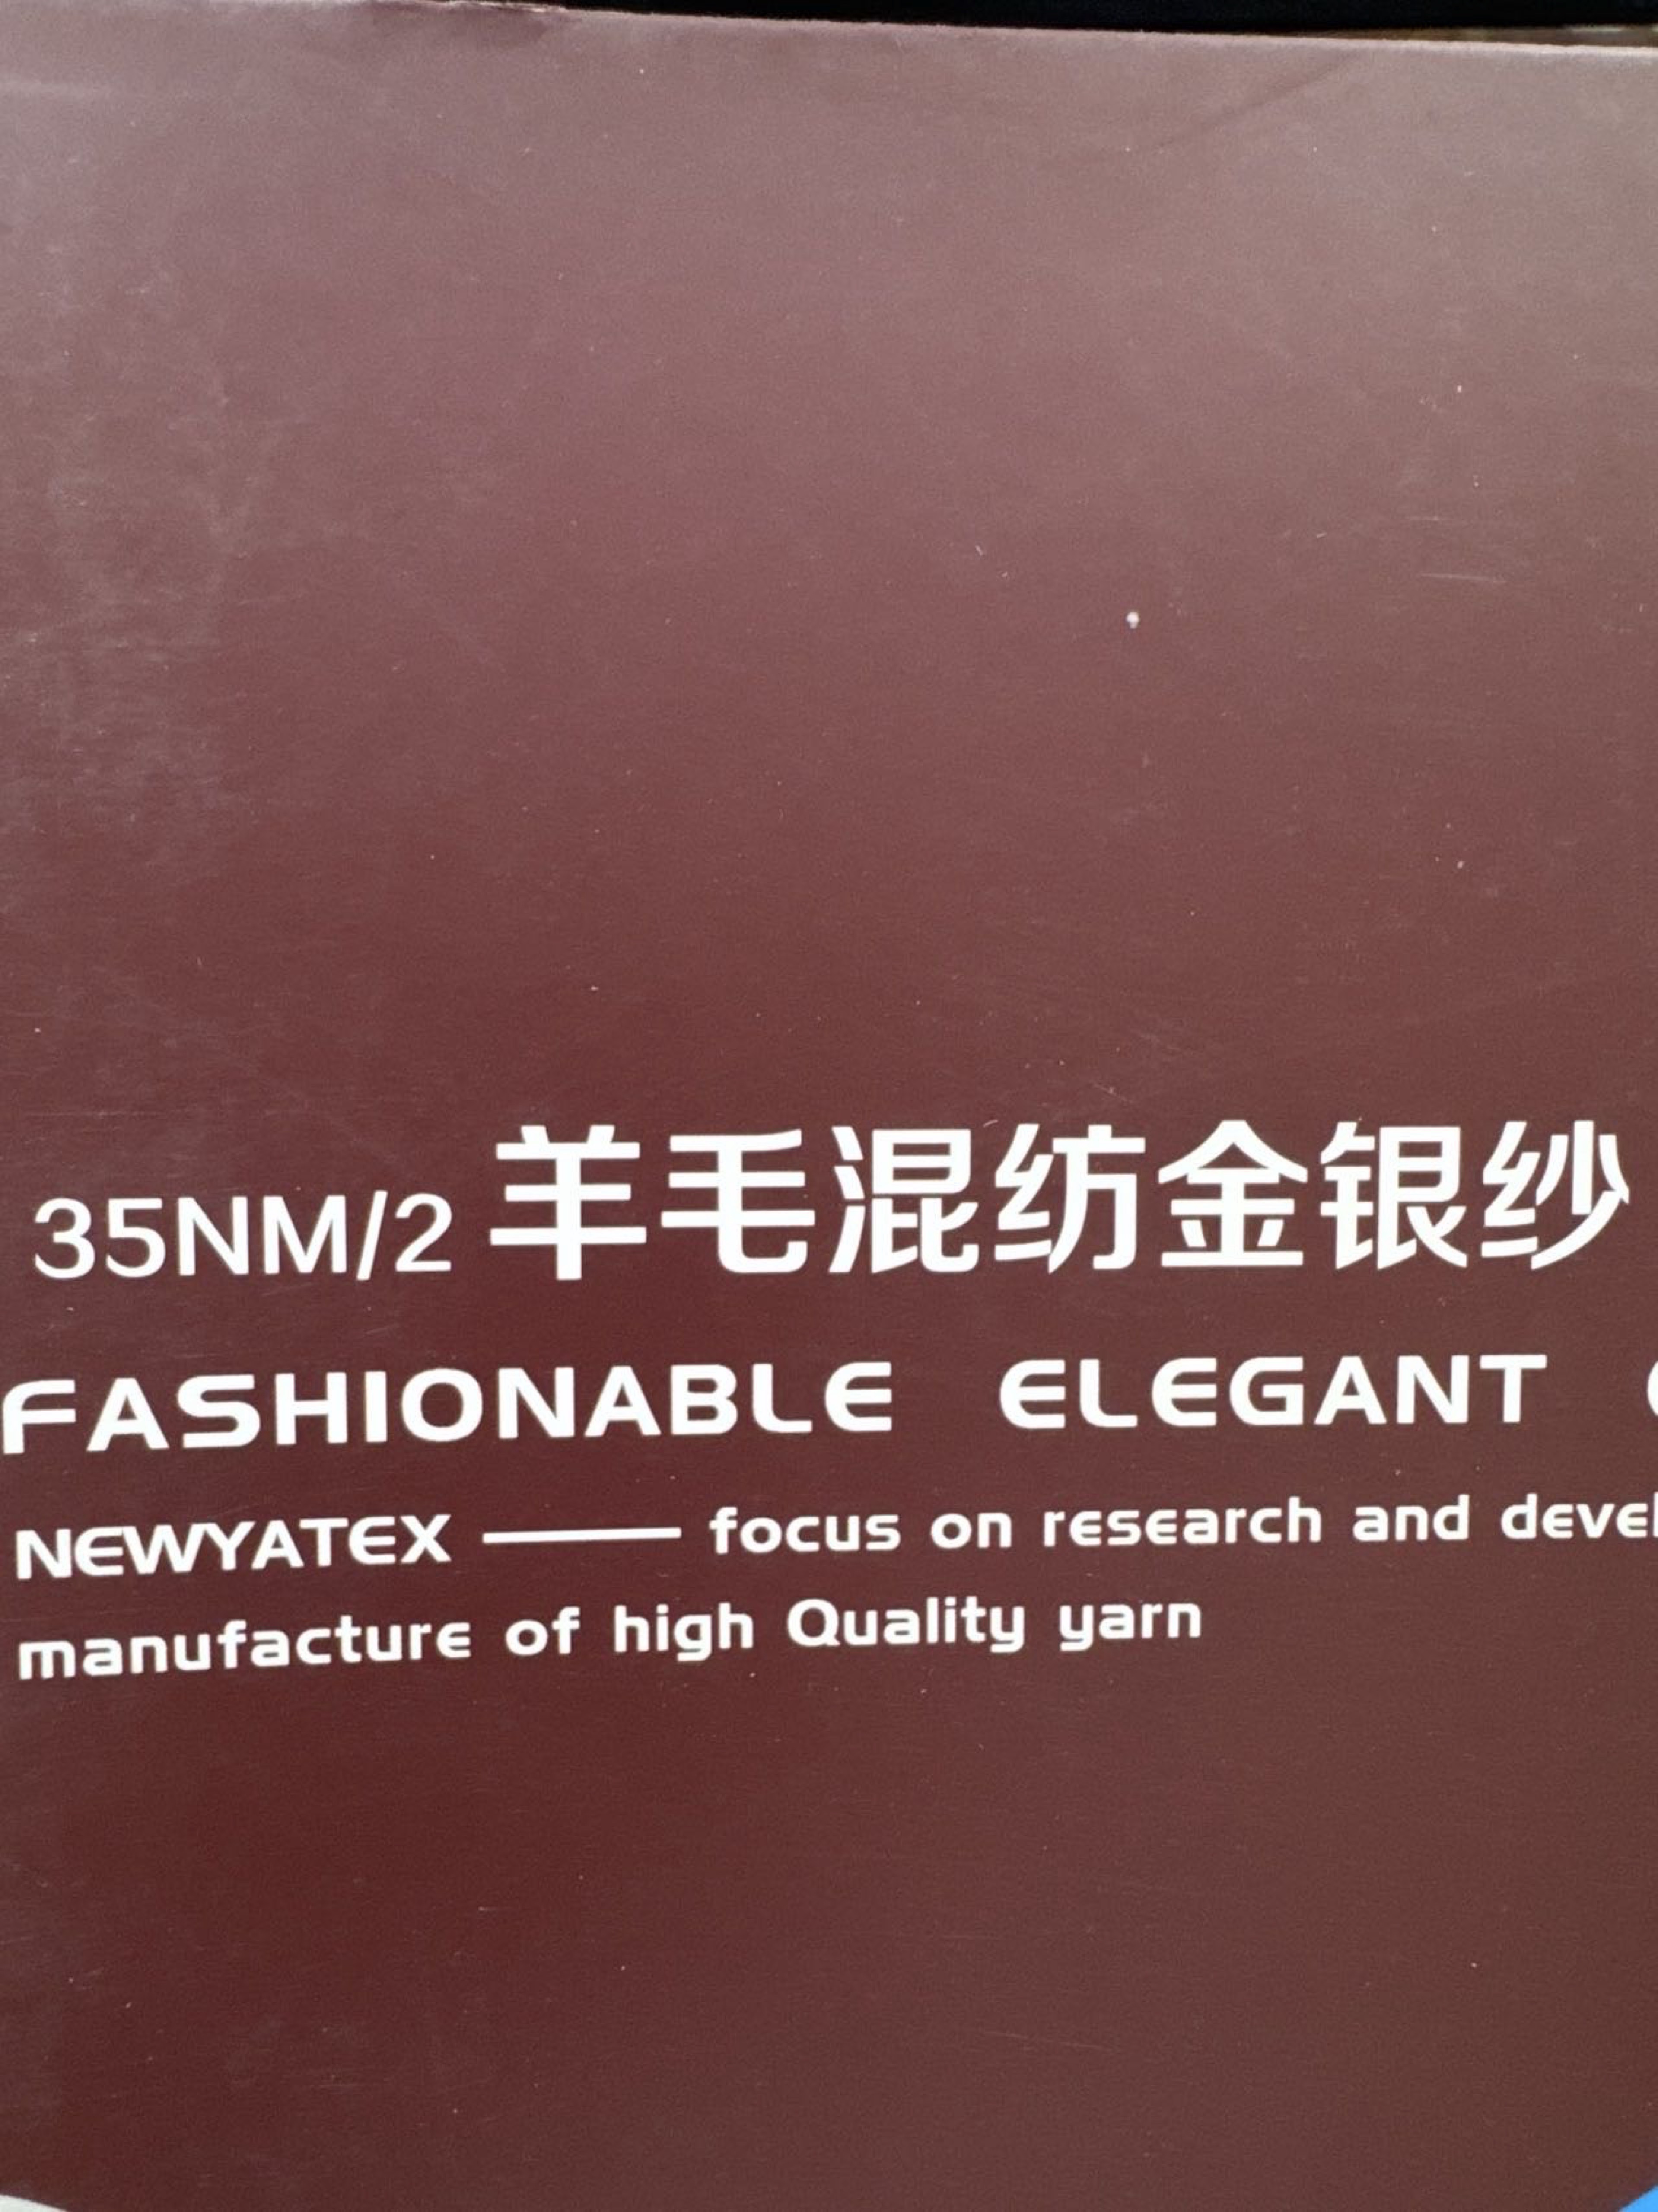 35NM/2 羊毛混纺金银纱
FASHIONABLE ELEGANT
NEWYATEX —— focus on research and
manufacture of high Quality yarn